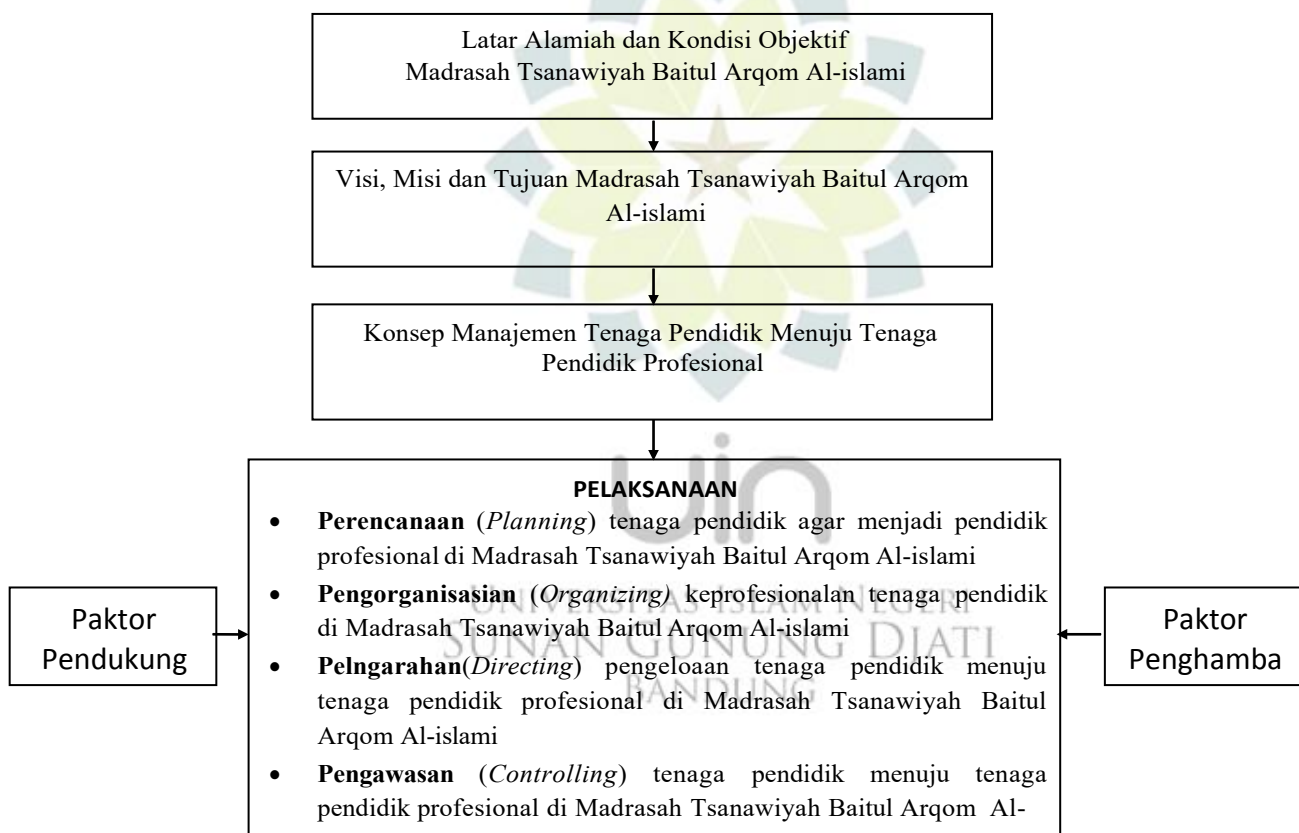 Latar Alamiah dan Kondisi Objektif
Madrasah Tsanawiyah Baitul Arqom Al-islami
Visi, Misi dan Tujuan Madrasah Tsanawiyah Baitul Arqom
Al-islami
Konsep Manajemen Tenaga Pendidik Menuju Tenaga
Pendidik Profesional
uin
UNIVERSITAS ISLAM NEGERI
SUNAN GUNUNG DJATI
BANDUNG
PELAKSANAAN
• Perencanaan (Planning) tenaga pendidik agar menjadi pendidik
profesional di Madrasah Tsanawiyah Baitul Arqom Al-islami
• Pengorganisasian (Organizing) keprofesionalan tenaga pendidik
di Madrasah Tsanawiyah Baitul Arqom Al-islami
• Pelngarahan(Directing) pengeloaan tenaga pendidik menuju
tenaga pendidik profesional di Madrasah Tsanawiyah Baitul
Arqom Al-islami
• Pengawasan (Controlling) tenaga pendidik menuju tenaga
pendidik profesional di Madrasah Tsanawiyah Baitul Arqom Al-
Paktor
Pendukung
Paktor
Penghamba